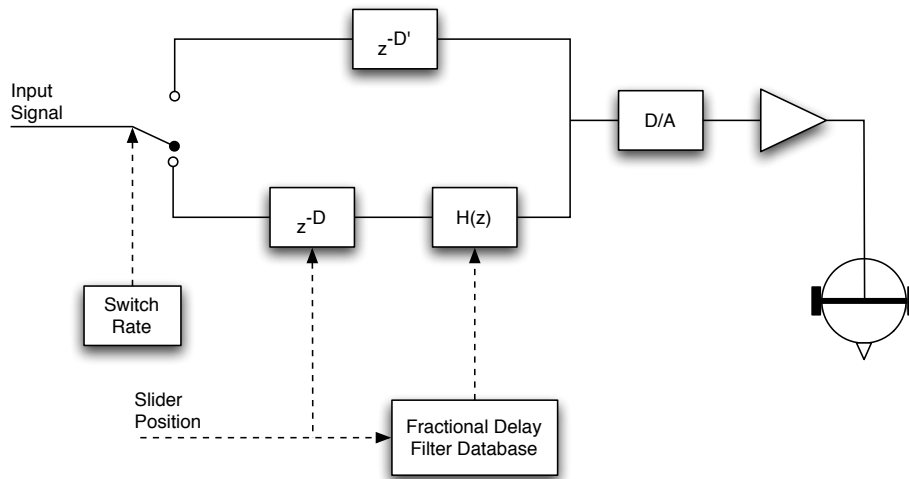 z-D'
Input
Signal
D/A
z-D
H(z)
Switch
Rate
Slider
Position
Fractional Delay
Filter Database